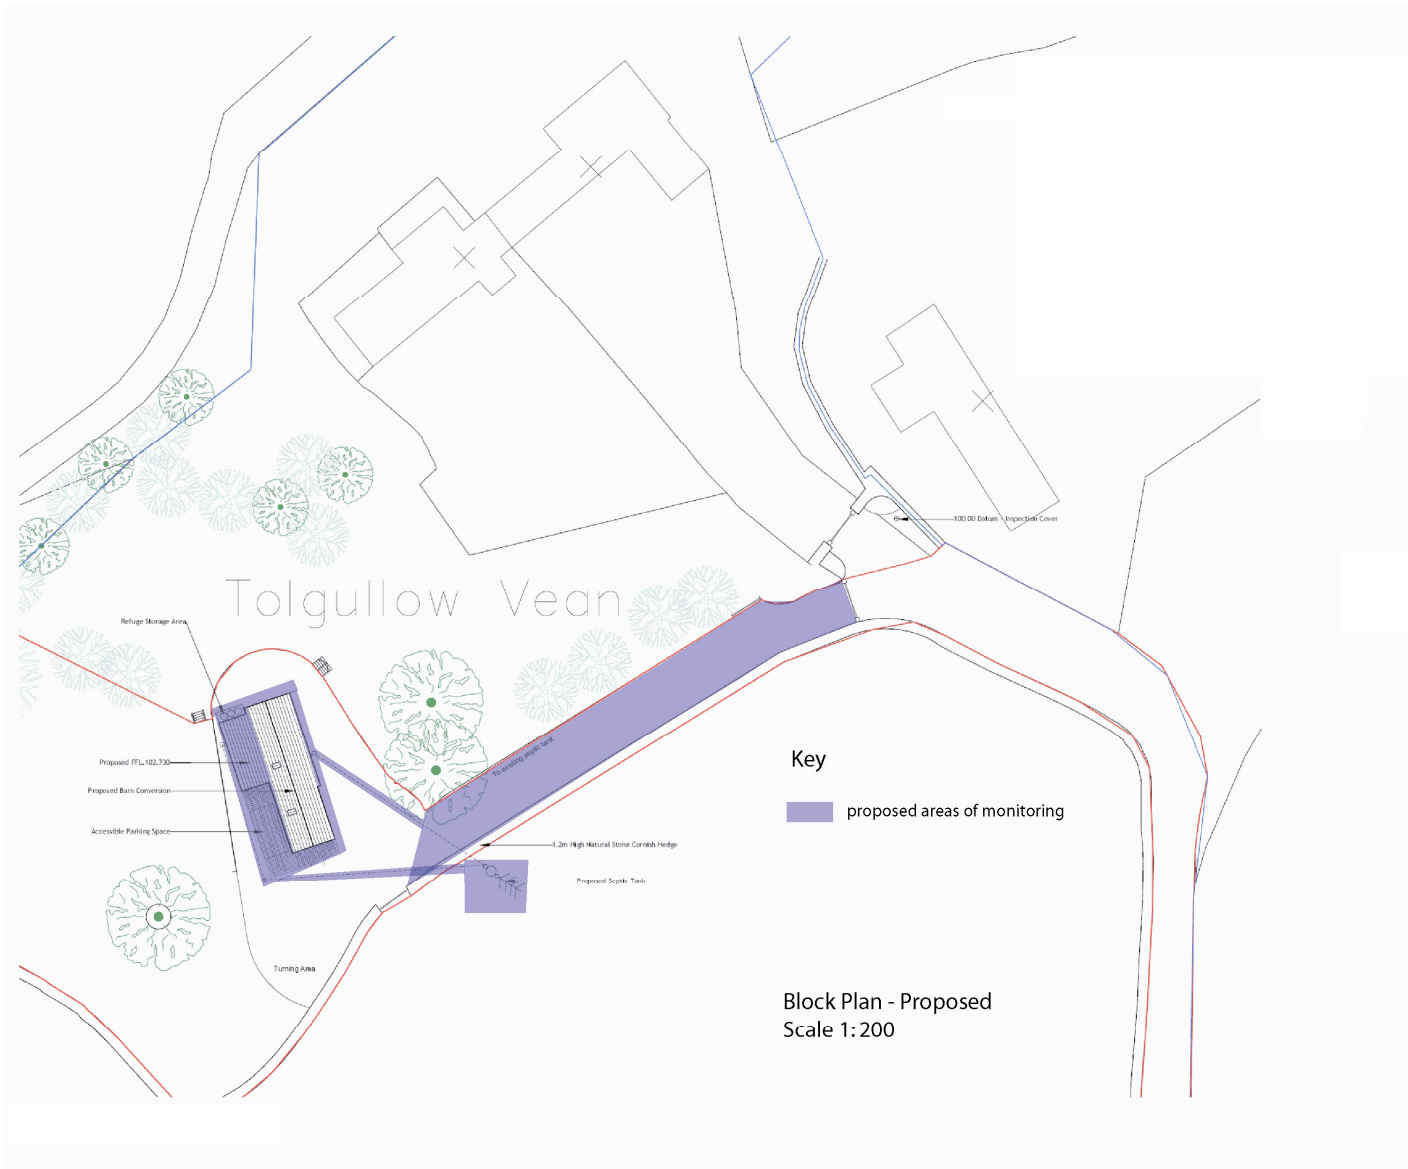 100.00 Datum - Inspection Cover
Tolgullow Vean
Refuge Storage Area
To existing septic tank
Proposed FFL.102.730
Proposed Barn Conversion
Accessible Parking Space
Key
proposed areas of monitoring
1.2m High Natural Stone Cornish Hedge
Proposed Septic Tank
Turning Area
Block Plan - Proposed
Scale 1:200